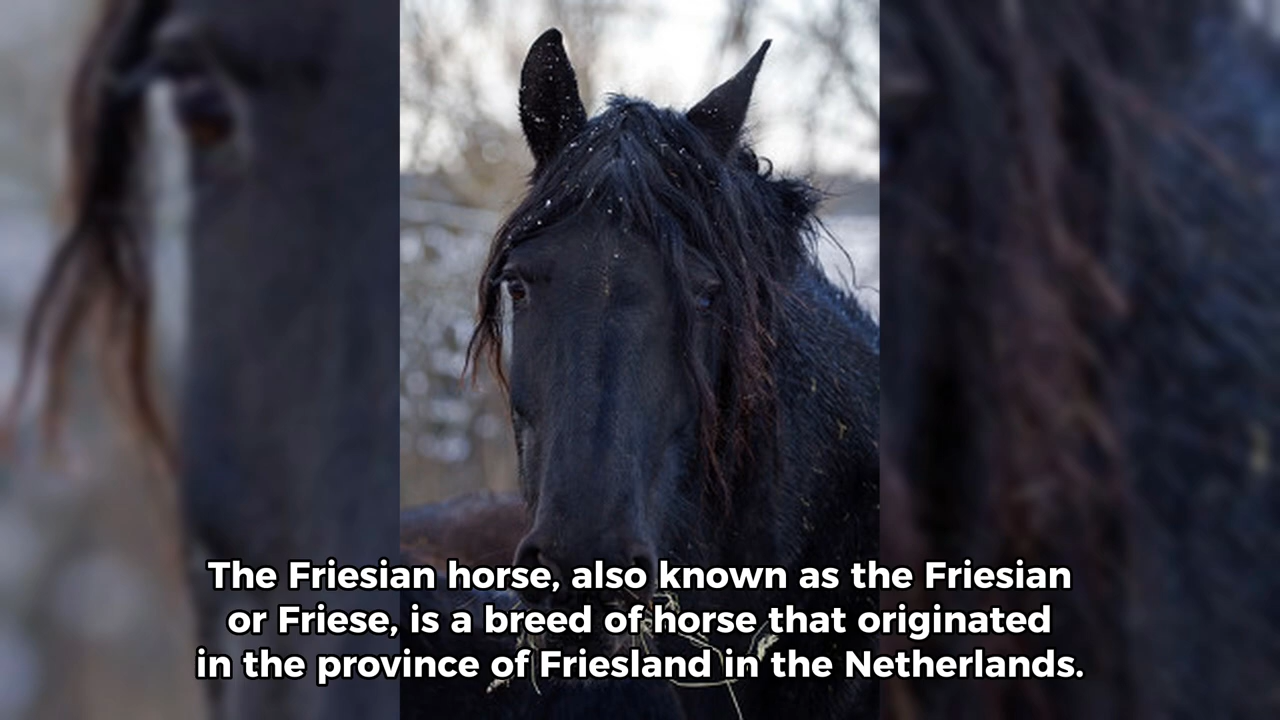 The Friesian horse, also known as the Friesian
or Friese, is a breed of horse that originated
in the province of Friesland in the Netherlands.